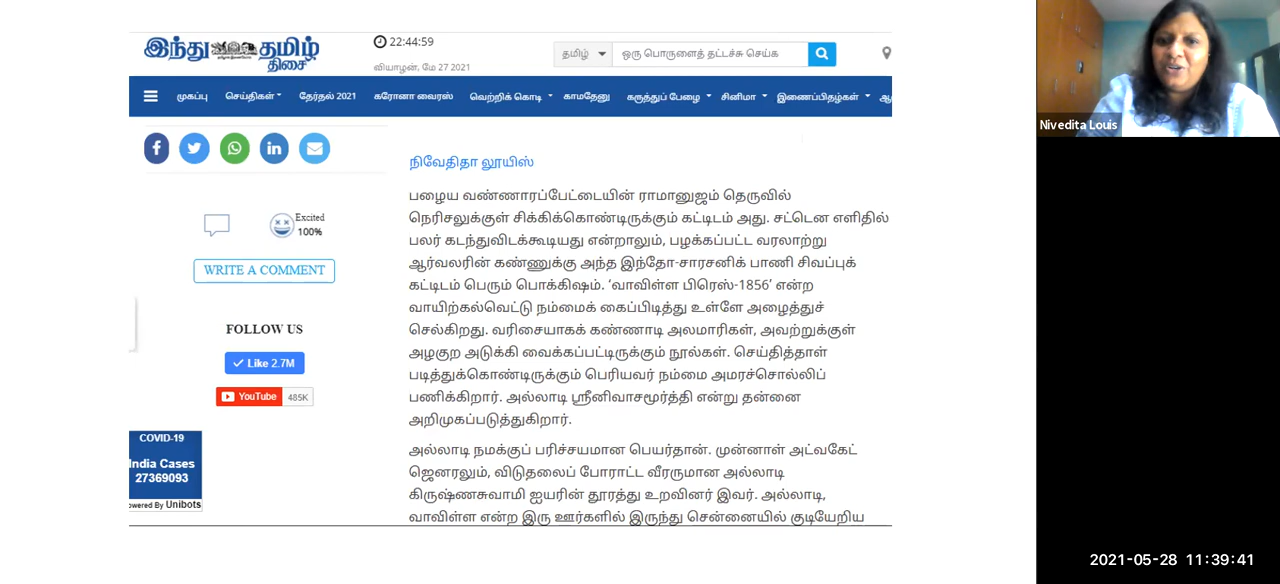 இந்து தமிழ் திசை
22:44:59
வியாழன், மே 27 2021
தமிழ்
ஒரு பொருளைத் தட்டச்சு செய்க
முகப்பு செய்திகள் தேர்தல் 2021 கரோனா வைரஸ் வெற்றிக் கொடி காமதேனு கருத்துப் பேழை சினிமா இணைப்பிதழ்கள்
Excited
100%
WRITE A COMMENT
FOLLOW US
Like 2.7M
YouTube 485K
COVID-19
India Cases
27369093
owered By Unibots
நிவேதிதா லூயிஸ்
பழைய வண்ணாரப்பேட்டையின் ராமானுஜம் தெருவில்
நெரிசலுக்குள் சிக்கிக்கொண்டிருக்கும் கட்டிடம் அது. சட்டென எளிதில்
பலர் கடந்துவிடக்கூடியது என்றாலும், பழக்கப்பட்ட வரலாற்று
ஆர்வலரின் கண்ணுக்கு அந்த இந்தோ-சாரசனிக் பாணி சிவப்புக்
கட்டிடம் பெரும் பொக்கிஷம். ‘வாவிள்ள பிரெஸ்-1856’ என்ற
வாயிற்கல்வெட்டு நம்மைக் கைப்பிடித்து உள்ளே அழைத்துச்
செல்கிறது. வரிசையாகக் கண்ணாடி அலமாரிகள், அவற்றுக்குள்
அழகுற அடுக்கி வைக்கப்பட்டிருக்கும் நூல்கள். செய்தித்தாள்
படித்துக்கொண்டிருக்கும் பெரியவர் நம்மை அமரச்சொல்லிப்
பணிக்கிறார். அல்லாடி ஸ்ரீனிவாசமூர்த்தி என்று தன்னை
அறிமுகப்படுத்துகிறார்.
அல்லாடி நமக்குப் பரிச்சயமான பெயர்தான். முன்னாள் அட்வகேட்
ஜெனரலும், விடுதலைப் போராட்ட வீரருமான அல்லாடி
கிருஷ்ணசுவாமி ஐயரின் தூரத்து உறவினர் இவர். அல்லாடி,
வாவிள்ள என்ற இரு ஊர்களில் இருந்து சென்னையில் குடியேறிய
Nivedita Louis
2021-05-28 11:39:41